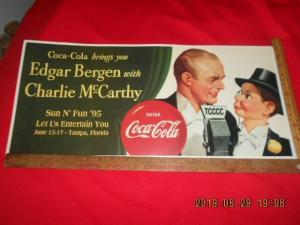 Coca-Cola brings you
Edgar Bergen with
Charlie McCarthy
Sun N' Fun '95
Let Us Entertain You
June 15-17 - Tampa, Florida
TCCCC
DRINK
Coca-Cola
2019 06 29 19:08